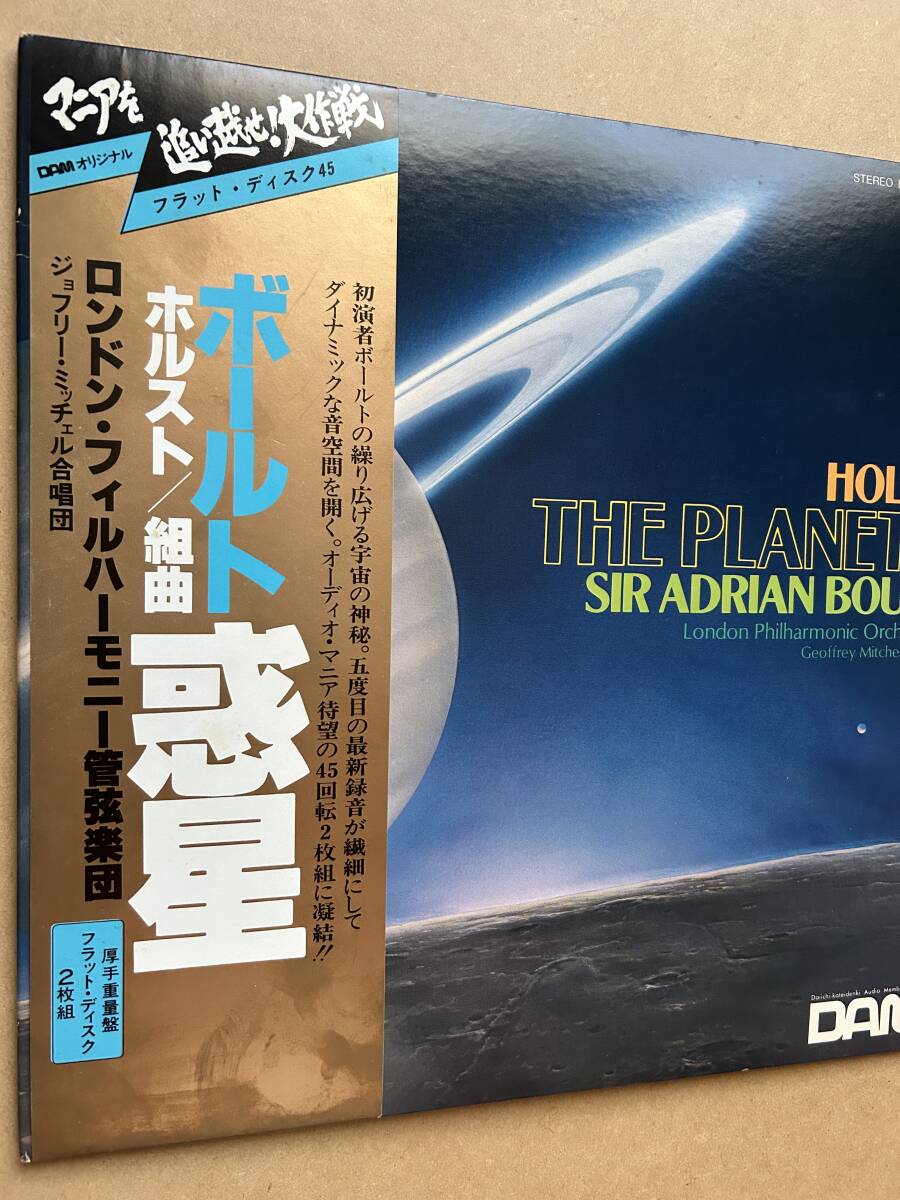 マニアを
追い越せ!大作戦
DAMオリジナル
フラット・ディスク45
初演者ボールトの繰り広げる宇宙の神秘。五度目の最新録音が繊細にして
ダイナミックな音空間を開く。オーディオ・マニア待望の45回転2枚組に凝結!!
ボールト
ホルスト/組曲
惑星
ロンドン・フィルハーモニー管弦楽団
ジョフリー・ミッチェル合唱団
厚手重量盤
フラット・ディスク
2枚組
STEREO
HOL
THE PLANET
SIR ADRIAN BOU
London Philharmonic Orch
Geoffrey Mitche
Daiichi-kateidenki Audio Memb
DAM